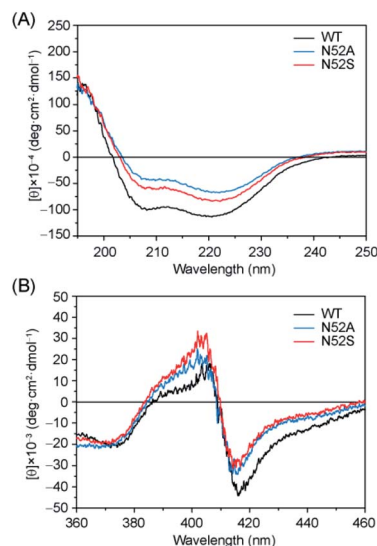 (A)
[θ]×10⁻⁴ (deg·cm²·dmol⁻¹)
250
200
150
100
50
0
−50
−100
−150
WT
N52A
N52S
200 210 220 230 240 250
Wavelength (nm)
(B)
[θ]×10⁻³ (deg·cm²·dmol⁻¹)
50
40
30
20
10
0
−10
−20
−30
−40
−50
WT
N52A
N52S
360 380 400 420 440 460
Wavelength (nm)